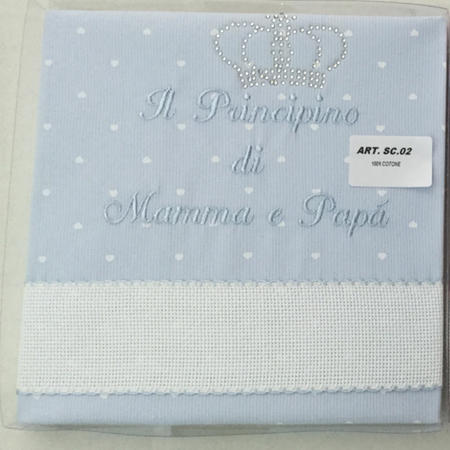 Il Principino
di
Mamma e Papá
ART. SC.02
100% COTONE